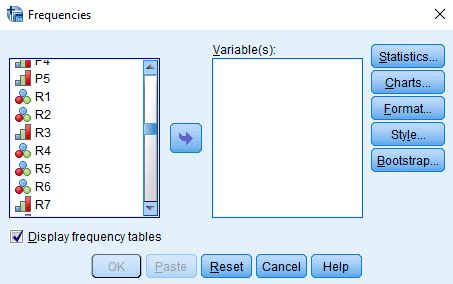 Frequencies
Variable(s):
P4
P5
R1
R2
R3
R4
R5
R6
R7
Statistics...
Charts...
Format...
Style...
Bootstrap...
Display frequency tables
OK
Paste
Reset
Cancel
Help